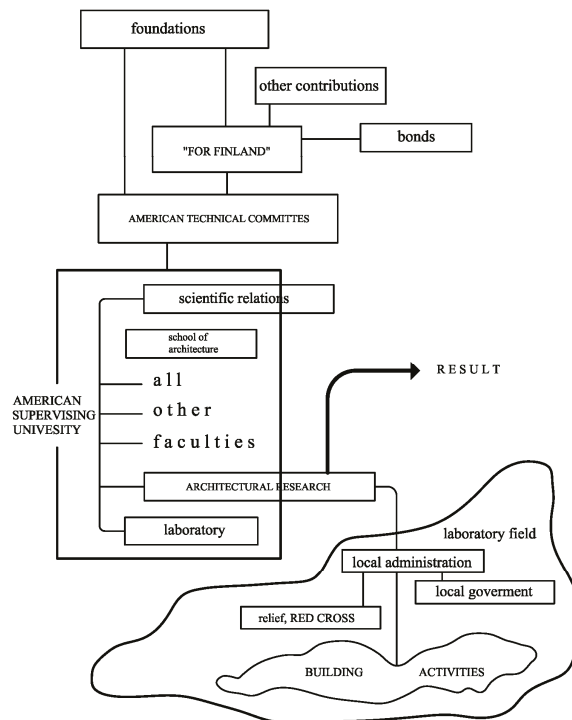 foundations
other contributions
"FOR FINLAND"
bonds
AMERICAN TECHNICAL COMMITTES
scientific relations
school of
architecture
all
other
faculties
AMERICAN
SUPERVISING
UNIVESITY
RESULT
ARCHITECTURAL RESEARCH
laboratory
laboratory field
local administration
local goverment
relief, RED CROSS
BUILDING ACTIVITIES